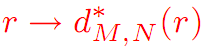 r → d*_{M,N}(r)